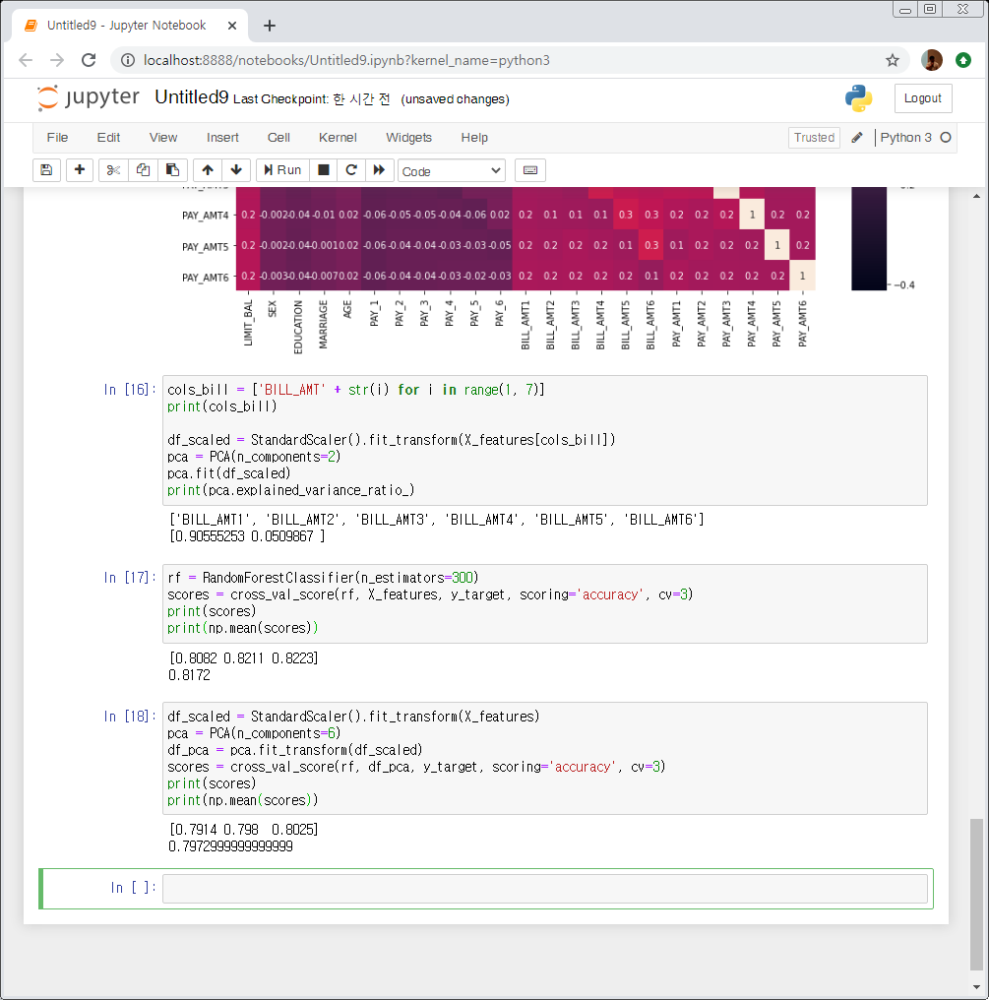 Untitled9 - Jupyter Notebook
localhost:8888/notebooks/Untitled9.ipynb?kernel_name=python3
jupyter Untitled9 Last Checkpoint: 한 시간 전 (unsaved changes) Logout
File Edit View Insert Cell Kernel Widgets Help Trusted Python 3
Run Code
PAY_AMT4 0.2 -0.002-0.04 -0.01 0.02 -0.06 -0.05 -0.05 -0.04 -0.06 0.02 0.2 0.1 0.1 0.1 0.3 0.3 0.2 0.2 0.2 1 0.2 0.2
PAY_AMT5 0.2 -0.002-0.04-0.0010.02 -0.06 -0.04 -0.04 -0.03 -0.03 -0.05 0.2 0.2 0.2 0.2 0.1 0.3 0.1 0.2 0.2 0.2 1 0.2
PAY_AMT6 0.2 -0.003-0.04-0.0070.02 -0.06 -0.04 -0.04 -0.03 -0.02 -0.03 0.2 0.2 0.2 0.2 0.2 0.1 0.2 0.2 0.2 0.2 0.2 1
−0.4
LIMIT_BAL SEX EDUCATION MARRIAGE AGE PAY_1 PAY_2 PAY_3 PAY_4 PAY_5 PAY_6 BILL_AMT1 BILL_AMT2 BILL_AMT3 BILL_AMT4 BILL_AMT5 BILL_AMT6 PAY_AMT1 PAY_AMT2 PAY_AMT3 PAY_AMT4 PAY_AMT5 PAY_AMT6
In [16]: cols_bill = ['BILL_AMT' + str(i) for i in range(1, 7)]
print(cols_bill)
df_scaled = StandardScaler().fit_transform(X_features[cols_bill])
pca = PCA(n_components=2)
pca.fit(df_scaled)
print(pca.explained_variance_ratio_)
['BILL_AMT1', 'BILL_AMT2', 'BILL_AMT3', 'BILL_AMT4', 'BILL_AMT5', 'BILL_AMT6']
[0.90555253 0.0509867 ]
In [17]: rf = RandomForestClassifier(n_estimators=300)
scores = cross_val_score(rf, X_features, y_target, scoring='accuracy', cv=3)
print(scores)
print(np.mean(scores))
[0.8082 0.8211 0.8223]
0.8172
In [18]: df_scaled = StandardScaler().fit_transform(X_features)
pca = PCA(n_components=6)
df_pca = pca.fit_transform(df_scaled)
scores = cross_val_score(rf, df_pca, y_target, scoring='accuracy', cv=3)
print(scores)
print(np.mean(scores))
[0.7914 0.798  0.8025]
0.7972999999999999
In [ ]: